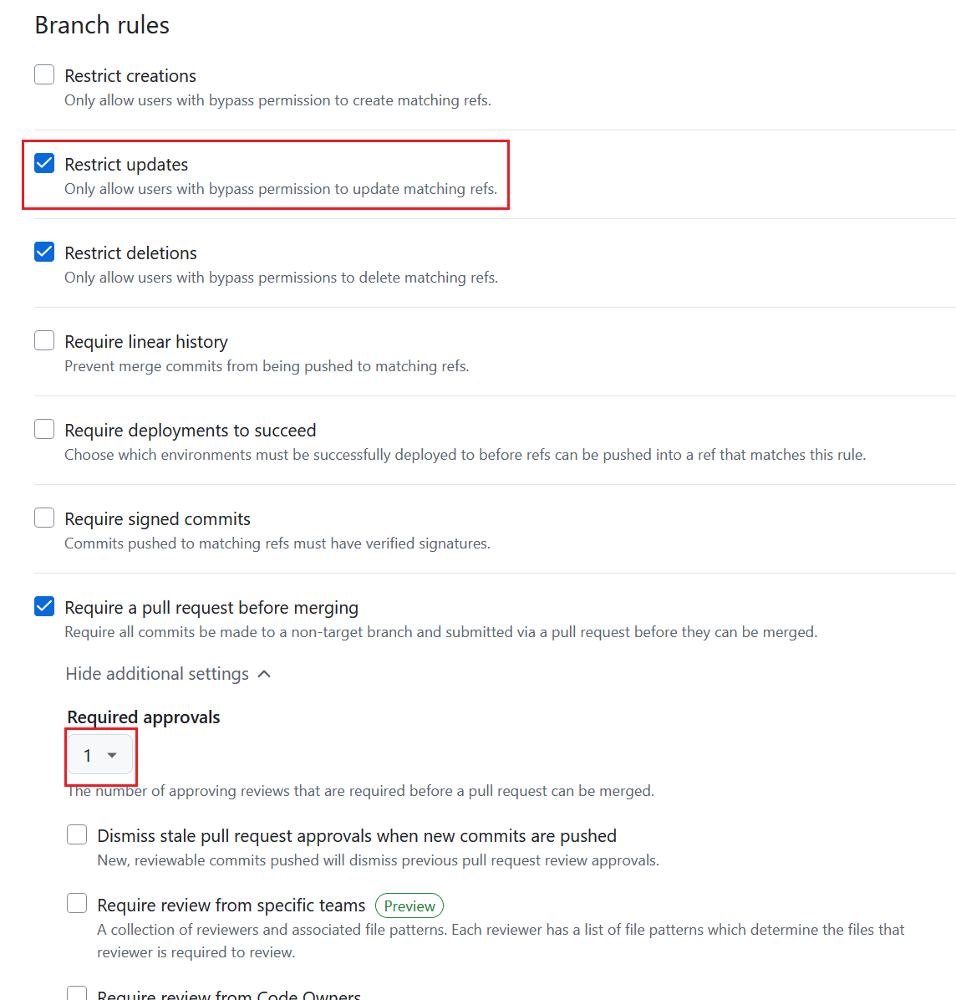 Branch rules
Restrict creations
Only allow users with bypass permission to create matching refs.
Restrict updates
Only allow users with bypass permission to update matching refs.
Restrict deletions
Only allow users with bypass permissions to delete matching refs.
Require linear history
Prevent merge commits from being pushed to matching refs.
Require deployments to succeed
Choose which environments must be successfully deployed to before refs can be pushed into a ref that matches this rule.
Require signed commits
Commits pushed to matching refs must have verified signatures.
Require a pull request before merging
Require all commits be made to a non-target branch and submitted via a pull request before they can be merged.
Hide additional settings
Required approvals
1
The number of approving reviews that are required before a pull request can be merged.
Dismiss stale pull request approvals when new commits are pushed
New, reviewable commits pushed will dismiss previous pull request review approvals.
Require review from specific teams Preview
A collection of reviewers and associated file patterns. Each reviewer has a list of file patterns which determine the files that
reviewer is required to review.
Require review from Code Owners